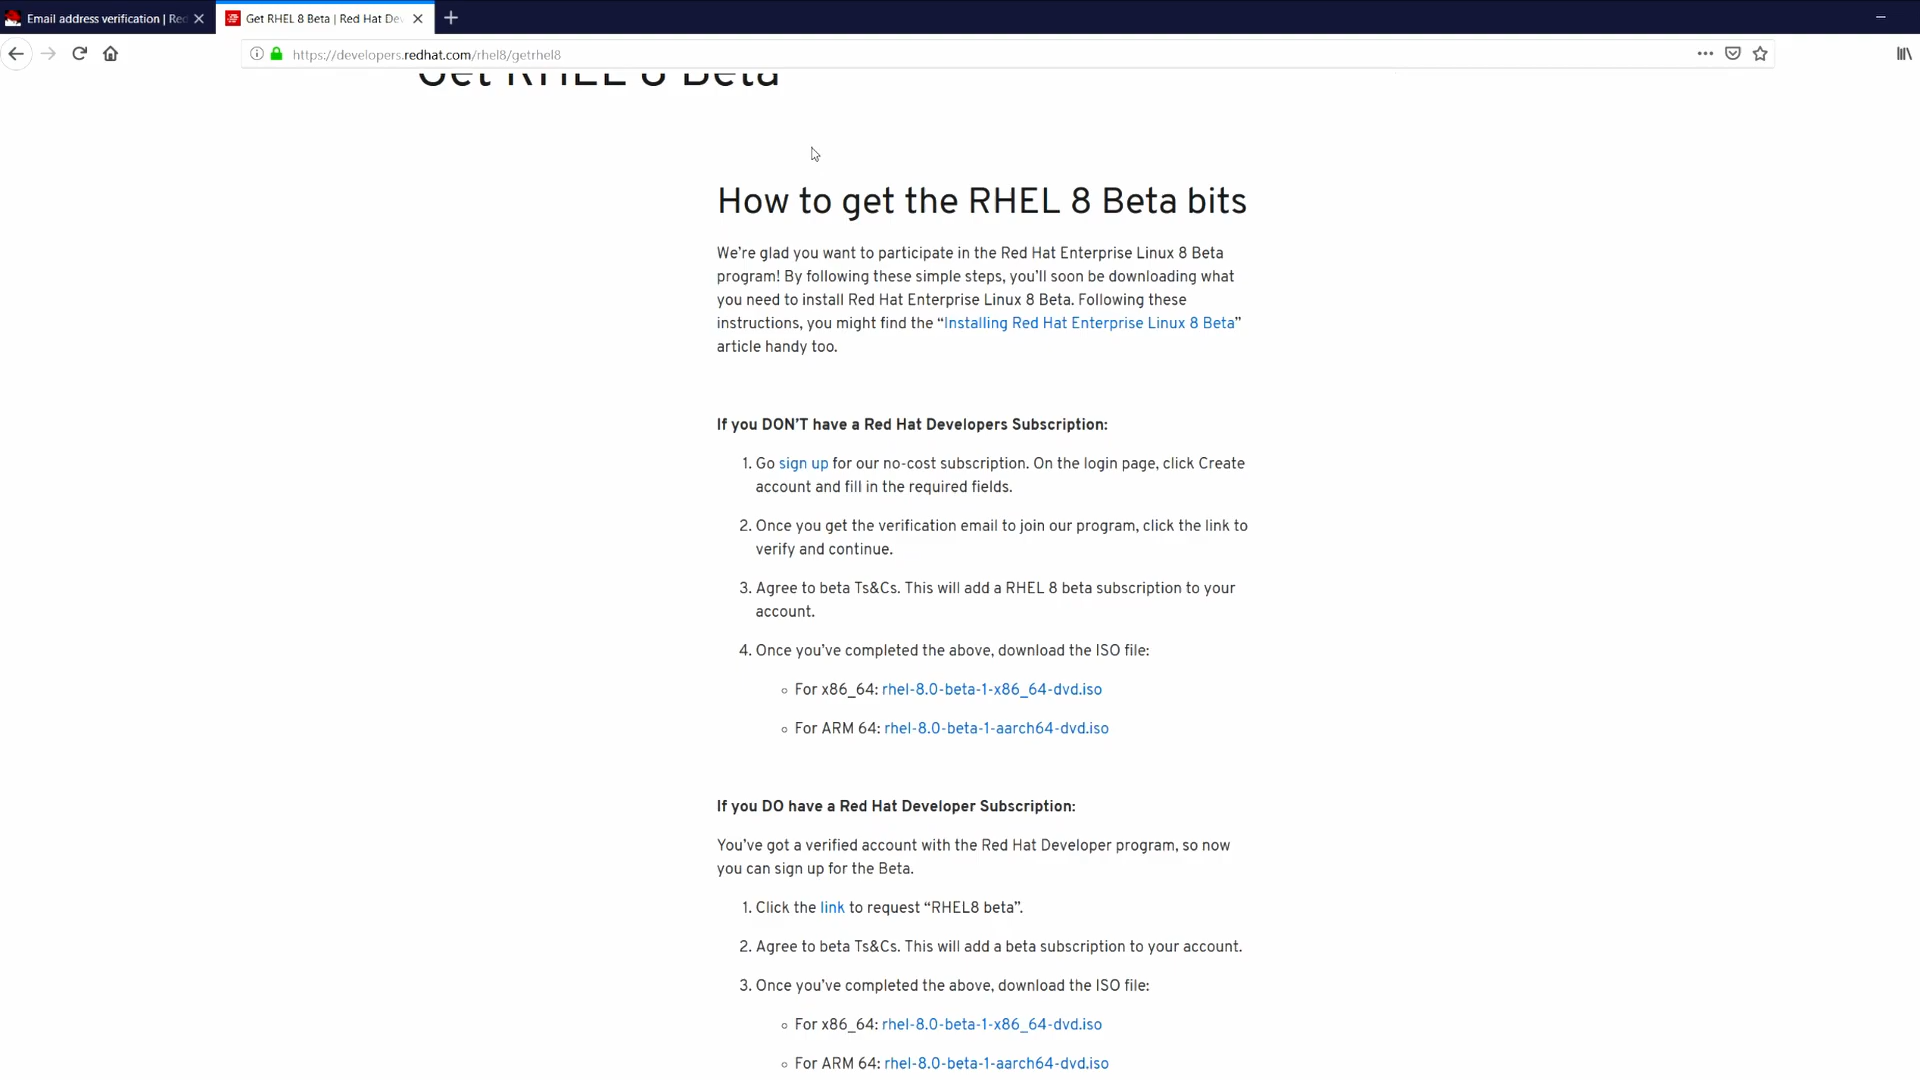 Email address verification | Red
Get RHEL 8 Beta | Red Hat Dev
https://developers.redhat.com/rhel8/getrhel8
Get RHEL 8 Beta
How to get the RHEL 8 Beta bits
We’re glad you want to participate in the Red Hat Enterprise Linux 8 Beta
program! By following these simple steps, you’ll soon be downloading what
you need to install Red Hat Enterprise Linux 8 Beta. Following these
instructions, you might find the “Installing Red Hat Enterprise Linux 8 Beta”
article handy too.
If you DON’T have a Red Hat Developers Subscription:
1. Go sign up for our no-cost subscription. On the login page, click Create
account and fill in the required fields.
2. Once you get the verification email to join our program, click the link to
verify and continue.
3. Agree to beta Ts&Cs. This will add a RHEL 8 beta subscription to your
account.
4. Once you’ve completed the above, download the ISO file:
◦ For x86_64: rhel-8.0-beta-1-x86_64-dvd.iso
◦ For ARM 64: rhel-8.0-beta-1-aarch64-dvd.iso
If you DO have a Red Hat Developer Subscription:
You’ve got a verified account with the Red Hat Developer program, so now
you can sign up for the Beta.
1. Click the link to request “RHEL8 beta”.
2. Agree to beta Ts&Cs. This will add a beta subscription to your account.
3. Once you’ve completed the above, download the ISO file:
◦ For x86_64: rhel-8.0-beta-1-x86_64-dvd.iso
◦ For ARM 64: rhel-8.0-beta-1-aarch64-dvd.iso